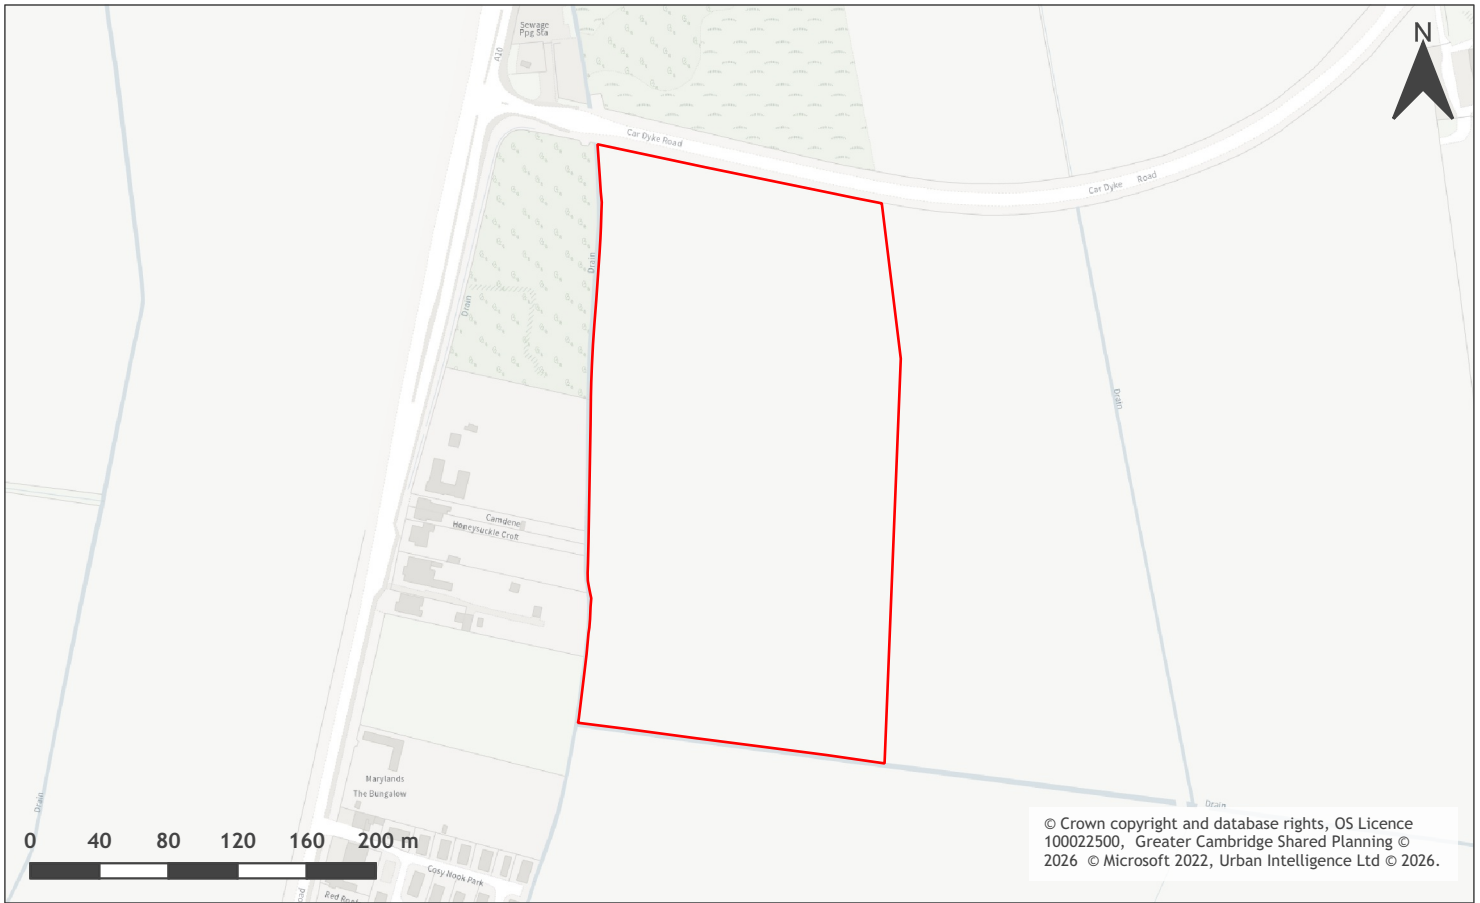 Sewage
Ppg Sta
N
A10
Car Dyke Road
Car Dyke Road
Drain
Drain
Drain
Camdene
Honeysuckle Croft
Marylands
The Bungalow
Drain
Drain
0 40 80 120 160 200 m
Cosy Nook Park
© Crown copyright and database rights, OS Licence
100022500, Greater Cambridge Shared Planning ©
2026 © Microsoft 2022, Urban Intelligence Ltd © 2026.